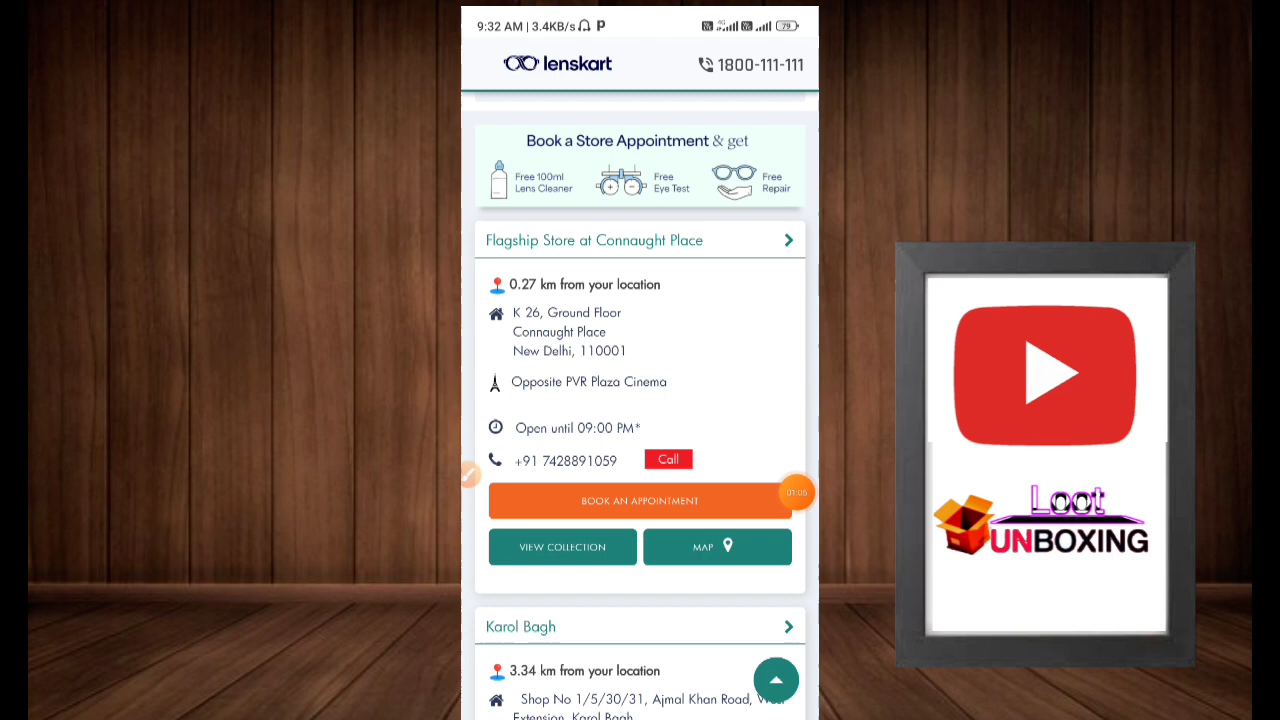 9:32 AM | 3.4KB/s P
4G 79
lenskart 1800-111-111
Book a Store Appointment & get
Free 100ml
Lens Cleaner
Free
Eye Test
Free
Repair
Flagship Store at Connaught Place
0.27 km from your location
K 26, Ground Floor
Connaught Place
New Delhi, 110001
Opposite PVR Plaza Cinema
Open until 09:00 PM*
+91 7428891059 Call
01:05
BOOK AN APPOINTMENT
VIEW COLLECTION MAP
Karol Bagh
3.34 km from your location
Shop No 1/5/30/31, Ajmal Khan Road,
Extension, Karol Bagh
Loot
UNBOXING